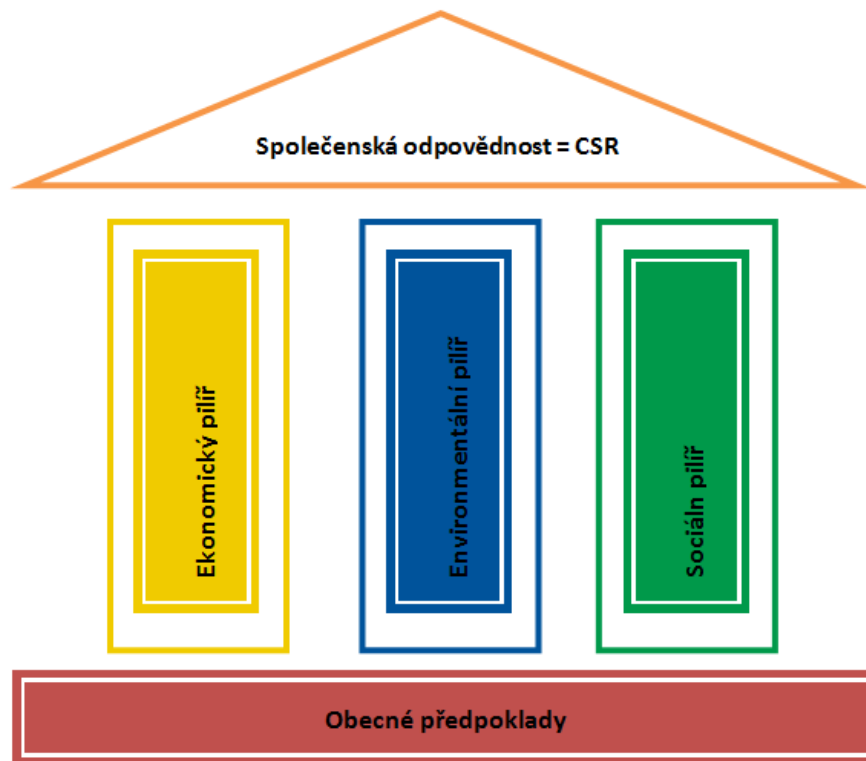 Společenská odpovědnost = CSR
Ekonomický pilíř
Environmentální pilíř
Sociáln pilíř
Obecné předpoklady